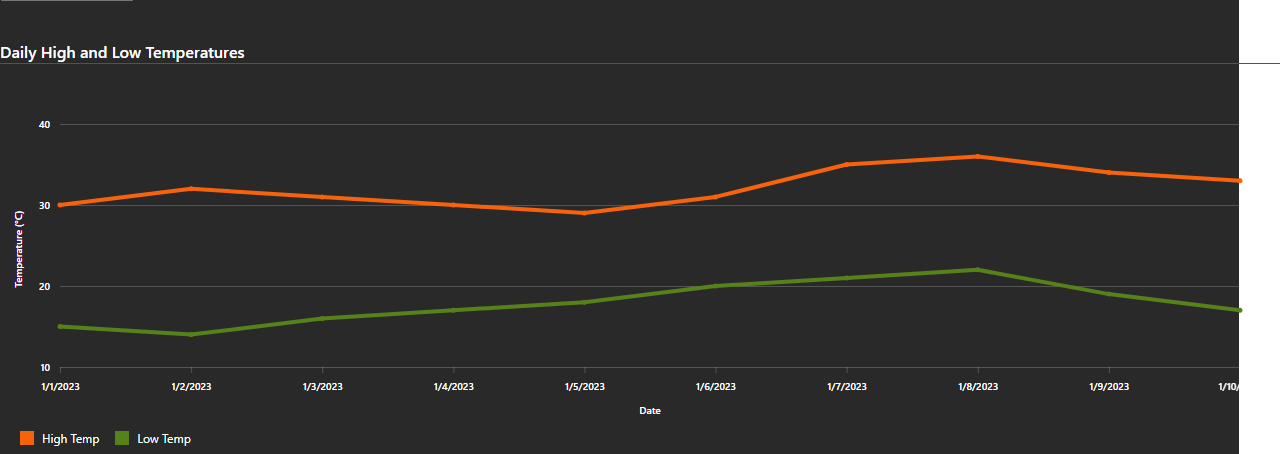 Daily High and Low Temperatures
40
30
20
10
Temperature (°C)
1/1/2023 1/2/2023 1/3/2023 1/4/2023 1/5/2023 1/6/2023 1/7/2023 1/8/2023 1/9/2023 1/10/
Date
High Temp Low Temp